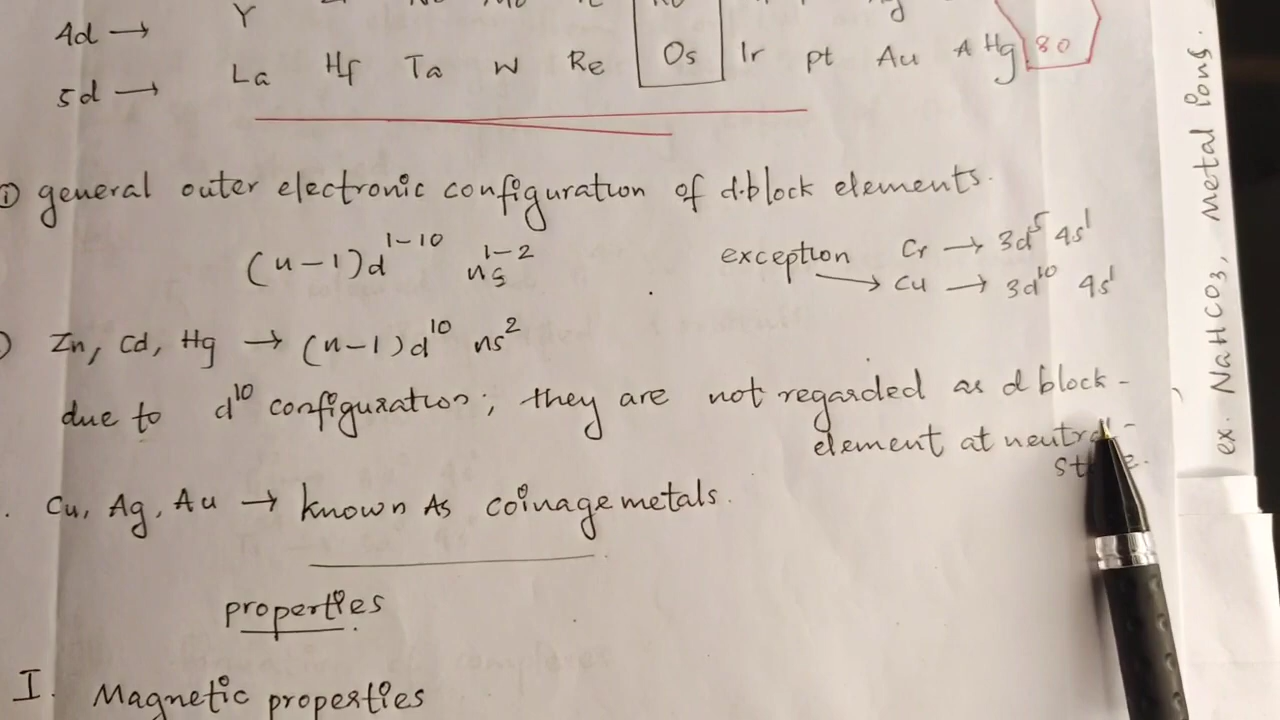 4d → Y
5d → La Hf Ta W Re Os Ir pt Au A Hg 80
① general outer electronic configuration of d.block elements.
(n-1)d¹⁻¹⁰ ns¹⁻²
exception Cr → 3d⁵ 4s¹
→ Cu → 3d¹⁰ 4s¹
Zn, Cd, Hg → (n-1)d¹⁰ ns²
due to d¹⁰ configuration; they are not regarded as d block -
element at neutral -
state.
. Cu, Ag, Au → known As coinage metals.
properties
I. Magnetic properties
ex. NaHCO3, Metal